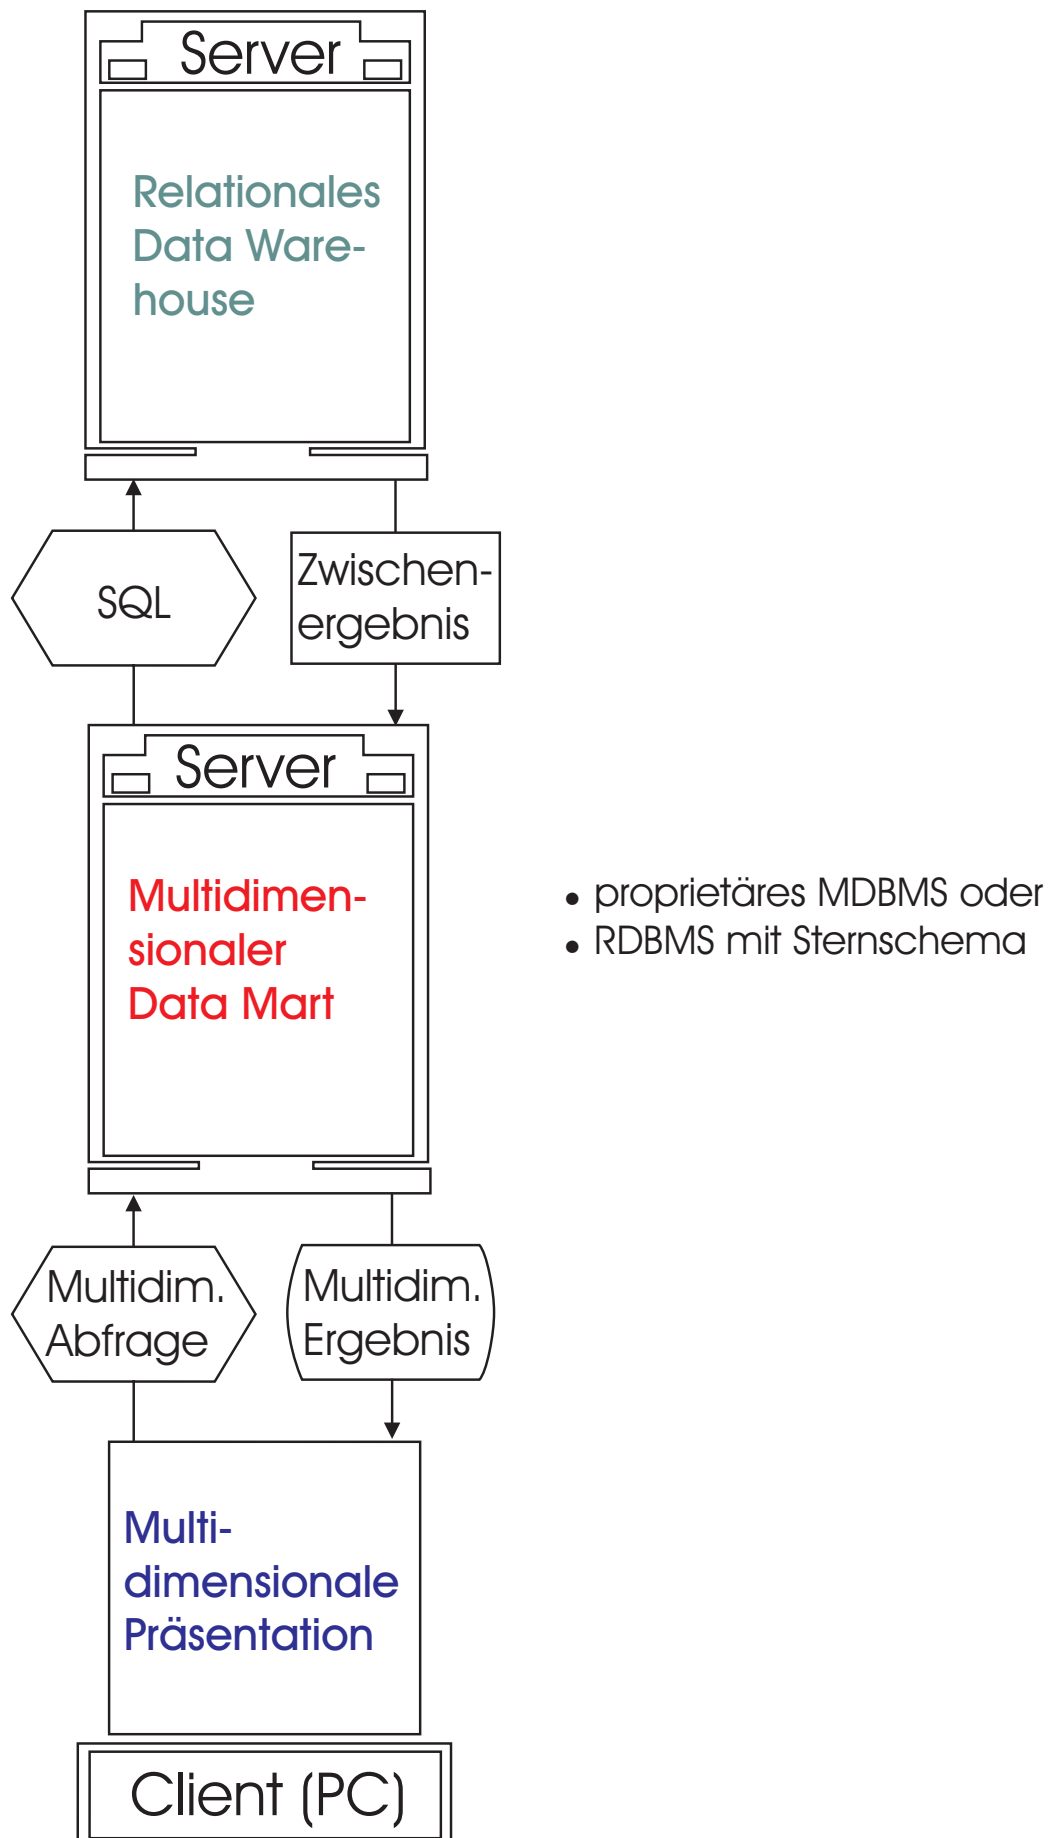 Server
Relationales
Data Ware-
house
SQL
Zwischen-
ergebnis
Server
Multidimen-
sionaler
Data Mart
• proprietäres MDBMS oder
• RDBMS mit Sternschema
Multidim.
Abfrage
Multidim.
Ergebnis
Multi-
dimensionale
Präsentation
Client (PC)